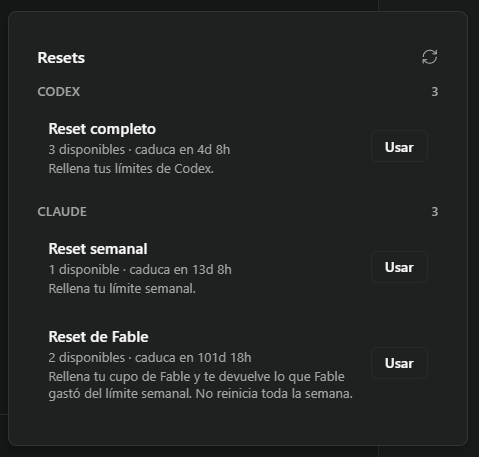 Resets
CODEX 3
Reset completo
3 disponibles · caduca en 4d 8h
Rellena tus límites de Codex.
Usar
CLAUDE 3
Reset semanal
1 disponible · caduca en 13d 8h
Rellena tu límite semanal.
Usar
Reset de Fable
2 disponibles · caduca en 101d 18h
Rellena tu cupo de Fable y te devuelve lo que Fable
gastó del límite semanal. No reinicia toda la semana.
Usar